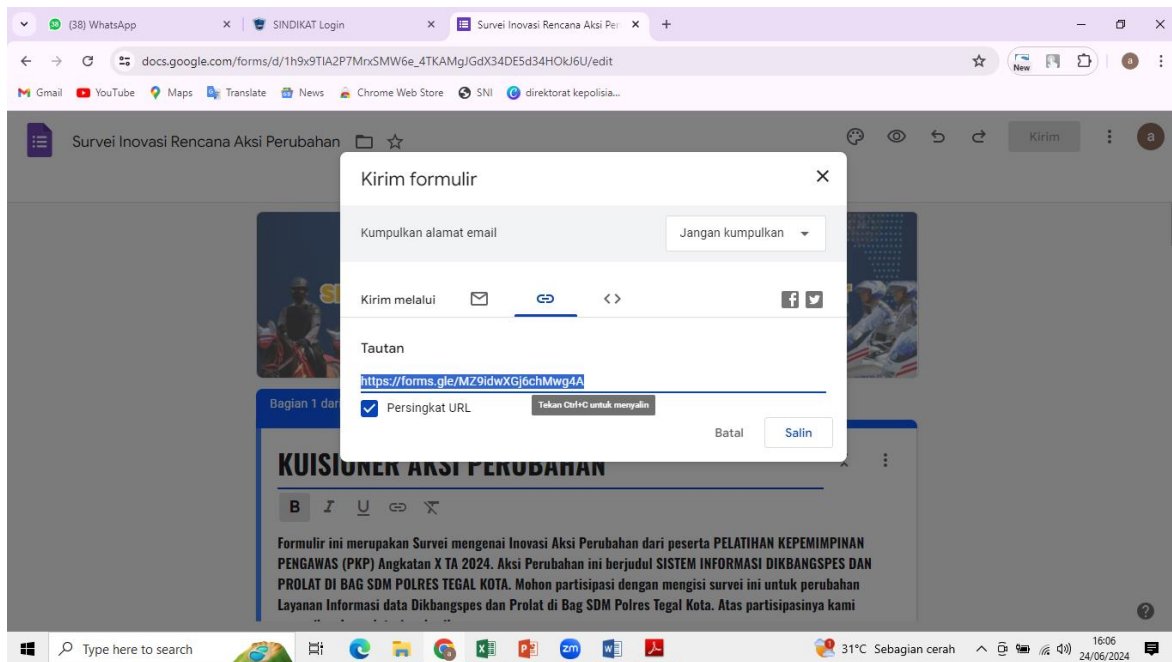 (38) WhatsApp
SINDIKAT Login
Survei Inovasi Rencana Aksi Per
docs.google.com/forms/d/1h9x9TIA2P7MrxSMW6e_4TKAMgJGdX34DE5d34HOkJ6U/edit
New
a
Gmail YouTube Maps Translate News Chrome Web Store SNI direktorat kepolisia...
Survei Inovasi Rencana Aksi Perubahan
Kirim
a
Kirim formulir
Kumpulkan alamat email
Jangan kumpulkan
Kirim melalui
Tautan
https://forms.gle/MZ9idwXGj6chMwg4A
Persingkat URL
Tekan Ctrl+C untuk menyalin
Batal
Salin
Bagian 1 dari
KUISIONER AKSI PERUBAHAN
B I U
Formulir ini merupakan Survei mengenai Inovasi Aksi Perubahan dari peserta PELATIHAN KEPEMIMPINAN
PENGAWAS (PKP) Angkatan X TA 2024. Aksi Perubahan ini berjudul SISTEM INFORMASI DIKBANGSPES DAN
PROLAT DI BAG SDM POLRES TEGAL KOTA. Mohon partisipasi dengan mengisi survei ini untuk perubahan
Layanan Informasi data Dikbangspes dan Prolat di Bag SDM Polres Tegal Kota. Atas partisipasinya kami
Type here to search
31°C Sebagian cerah
16:06
24/06/2024